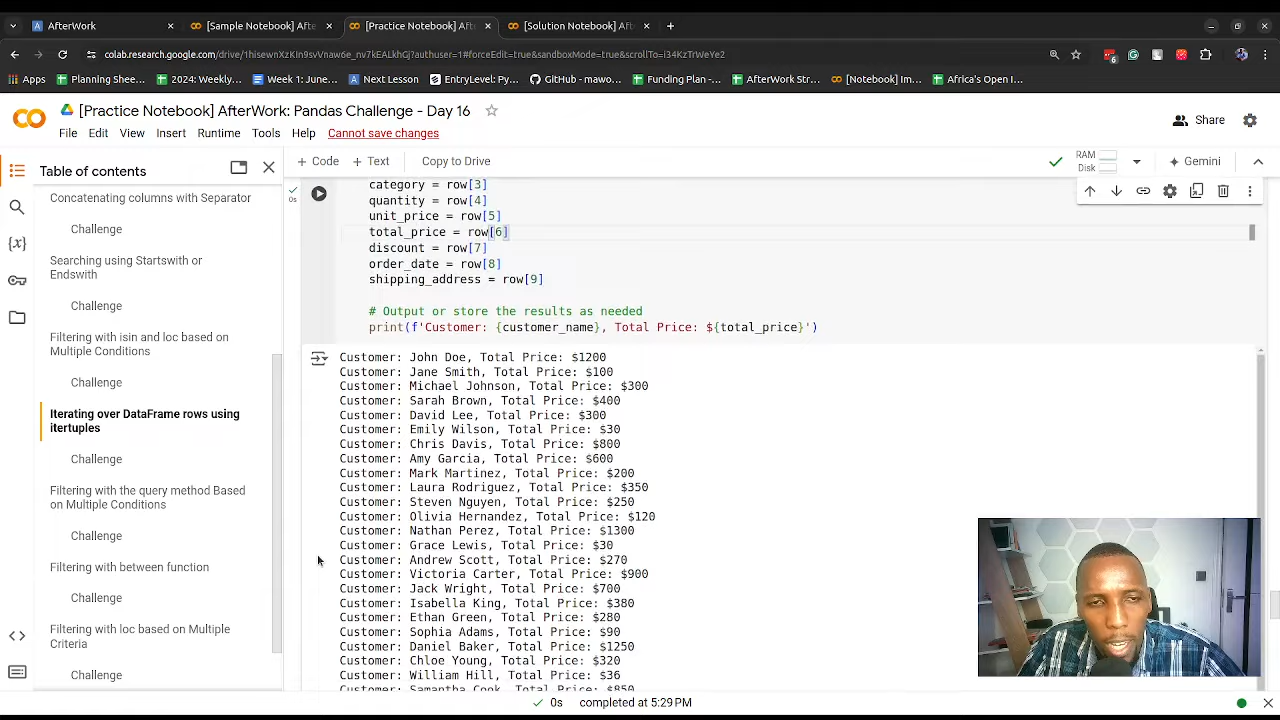 AfterWork
[Sample Notebook] Afte
[Practice Notebook] Aft
[Solution Notebook] Aft
colab.research.google.com/drive/1hisewnXzKIn9svVnaw6e_nv7kEALkhGj?authuser=1#forceEdit=true&sandboxMode=true&scrollTo=i34KzTrWeYe2
6
Apps
Planning Shee...
2024: Weekly...
Week 1: June...
Next Lesson
EntryLevel: Py...
GitHub - mawo...
Funding Plan -...
AfterWork Str...
[Notebook] Im...
Africa's Open I...
[Practice Notebook] AfterWork: Pandas Challenge - Day 16
File Edit View Insert Runtime Tools Help Cannot save changes
Share
Table of contents
+ Code + Text Copy to Drive
RAM
Disk
Gemini
Concatenating columns with Separator
Challenge
Searching using Startswith or
Endswith
Challenge
Filtering with isin and loc based on
Multiple Conditions
Challenge
Iterating over DataFrame rows using
itertuples
Challenge
Filtering with the query method Based
on Multiple Conditions
Challenge
Filtering with between function
Challenge
Filtering with loc based on Multiple
Criteria
Challenge
0s
category = row[3]
quantity = row[4]
unit_price = row[5]
total_price = row[6]
discount = row[7]
order_date = row[8]
shipping_address = row[9]
# Output or store the results as needed
print(f'Customer: {customer_name}, Total Price: ${total_price}')
Customer: John Doe, Total Price: $1200
Customer: Jane Smith, Total Price: $100
Customer: Michael Johnson, Total Price: $300
Customer: Sarah Brown, Total Price: $400
Customer: David Lee, Total Price: $300
Customer: Emily Wilson, Total Price: $30
Customer: Chris Davis, Total Price: $800
Customer: Amy Garcia, Total Price: $600
Customer: Mark Martinez, Total Price: $200
Customer: Laura Rodriguez, Total Price: $350
Customer: Steven Nguyen, Total Price: $250
Customer: Olivia Hernandez, Total Price: $120
Customer: Nathan Perez, Total Price: $1300
Customer: Grace Lewis, Total Price: $30
Customer: Andrew Scott, Total Price: $270
Customer: Victoria Carter, Total Price: $900
Customer: Jack Wright, Total Price: $700
Customer: Isabella King, Total Price: $380
Customer: Ethan Green, Total Price: $280
Customer: Sophia Adams, Total Price: $90
Customer: Daniel Baker, Total Price: $1250
Customer: Chloe Young, Total Price: $320
Customer: William Hill, Total Price: $36
Customer: Samantha Cook, Total Price: $850
0s completed at 5:29 PM